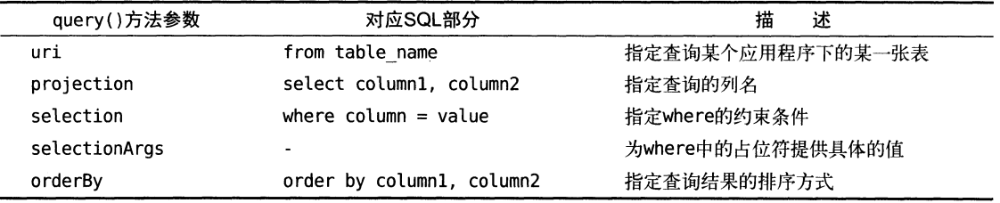 query()方法参数 对应SQL部分 描 述
uri from table_name 指定查询某个应用程序下的某一张表
projection select column1, column2 指定查询的列名
selection where column = value 指定where的约束条件
selectionArgs - 为where中的占位符提供具体的值
orderBy order by column1, column2 指定查询结果的排序方式